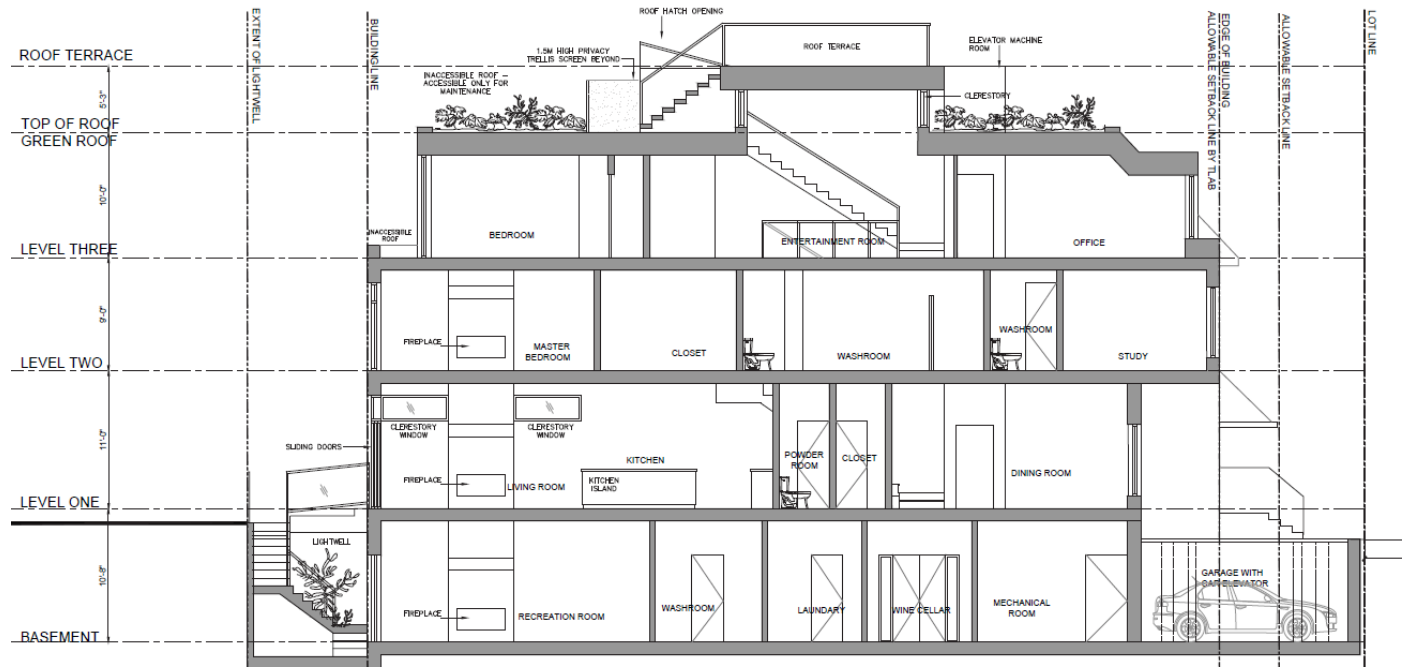 EXTENT OF LIGHTWELL
BUILDING LINE
EDGE OF BUILDING
ALLOWABLE SETBACK LINE BY TLAB
ALLOWABLE SETBACK LINE
LOT LINE
ROOF HATCH OPENING
ROOF TERRACE
1.5M HIGH PRIVACY
TRELLIS SCREEN BEYOND
ROOF TERRACE
ELEVATOR MACHINE
ROOM
INACCESSIBLE ROOF –
ACCESSIBLE ONLY FOR
MAINTENANCE
CLERESTORY
5'-3"
TOP OF ROOF
GREEN ROOF
10'-0"
INACCESSIBLE
ROOF
BEDROOM
ENTERTAINMENT ROOM
OFFICE
LEVEL THREE
9'-0"
FIREPLACE
MASTER
BEDROOM
CLOSET
WASHROOM
WASHROOM
STUDY
LEVEL TWO
11'-0"
CLERESTORY
WINDOW
CLERESTORY
WINDOW
SLIDING DOORS
KITCHEN
POWDER
ROOM
CLOSET
DINING ROOM
FIREPLACE
LIVING ROOM
KITCHEN
ISLAND
LEVEL ONE
10'-8"
LIGHTWELL
GARAGE WITH
CAR ELEVATOR
FIREPLACE
RECREATION ROOM
WASHROOM
LAUNDARY
WINE CELLAR
MECHANICAL
ROOM
BASEMENT